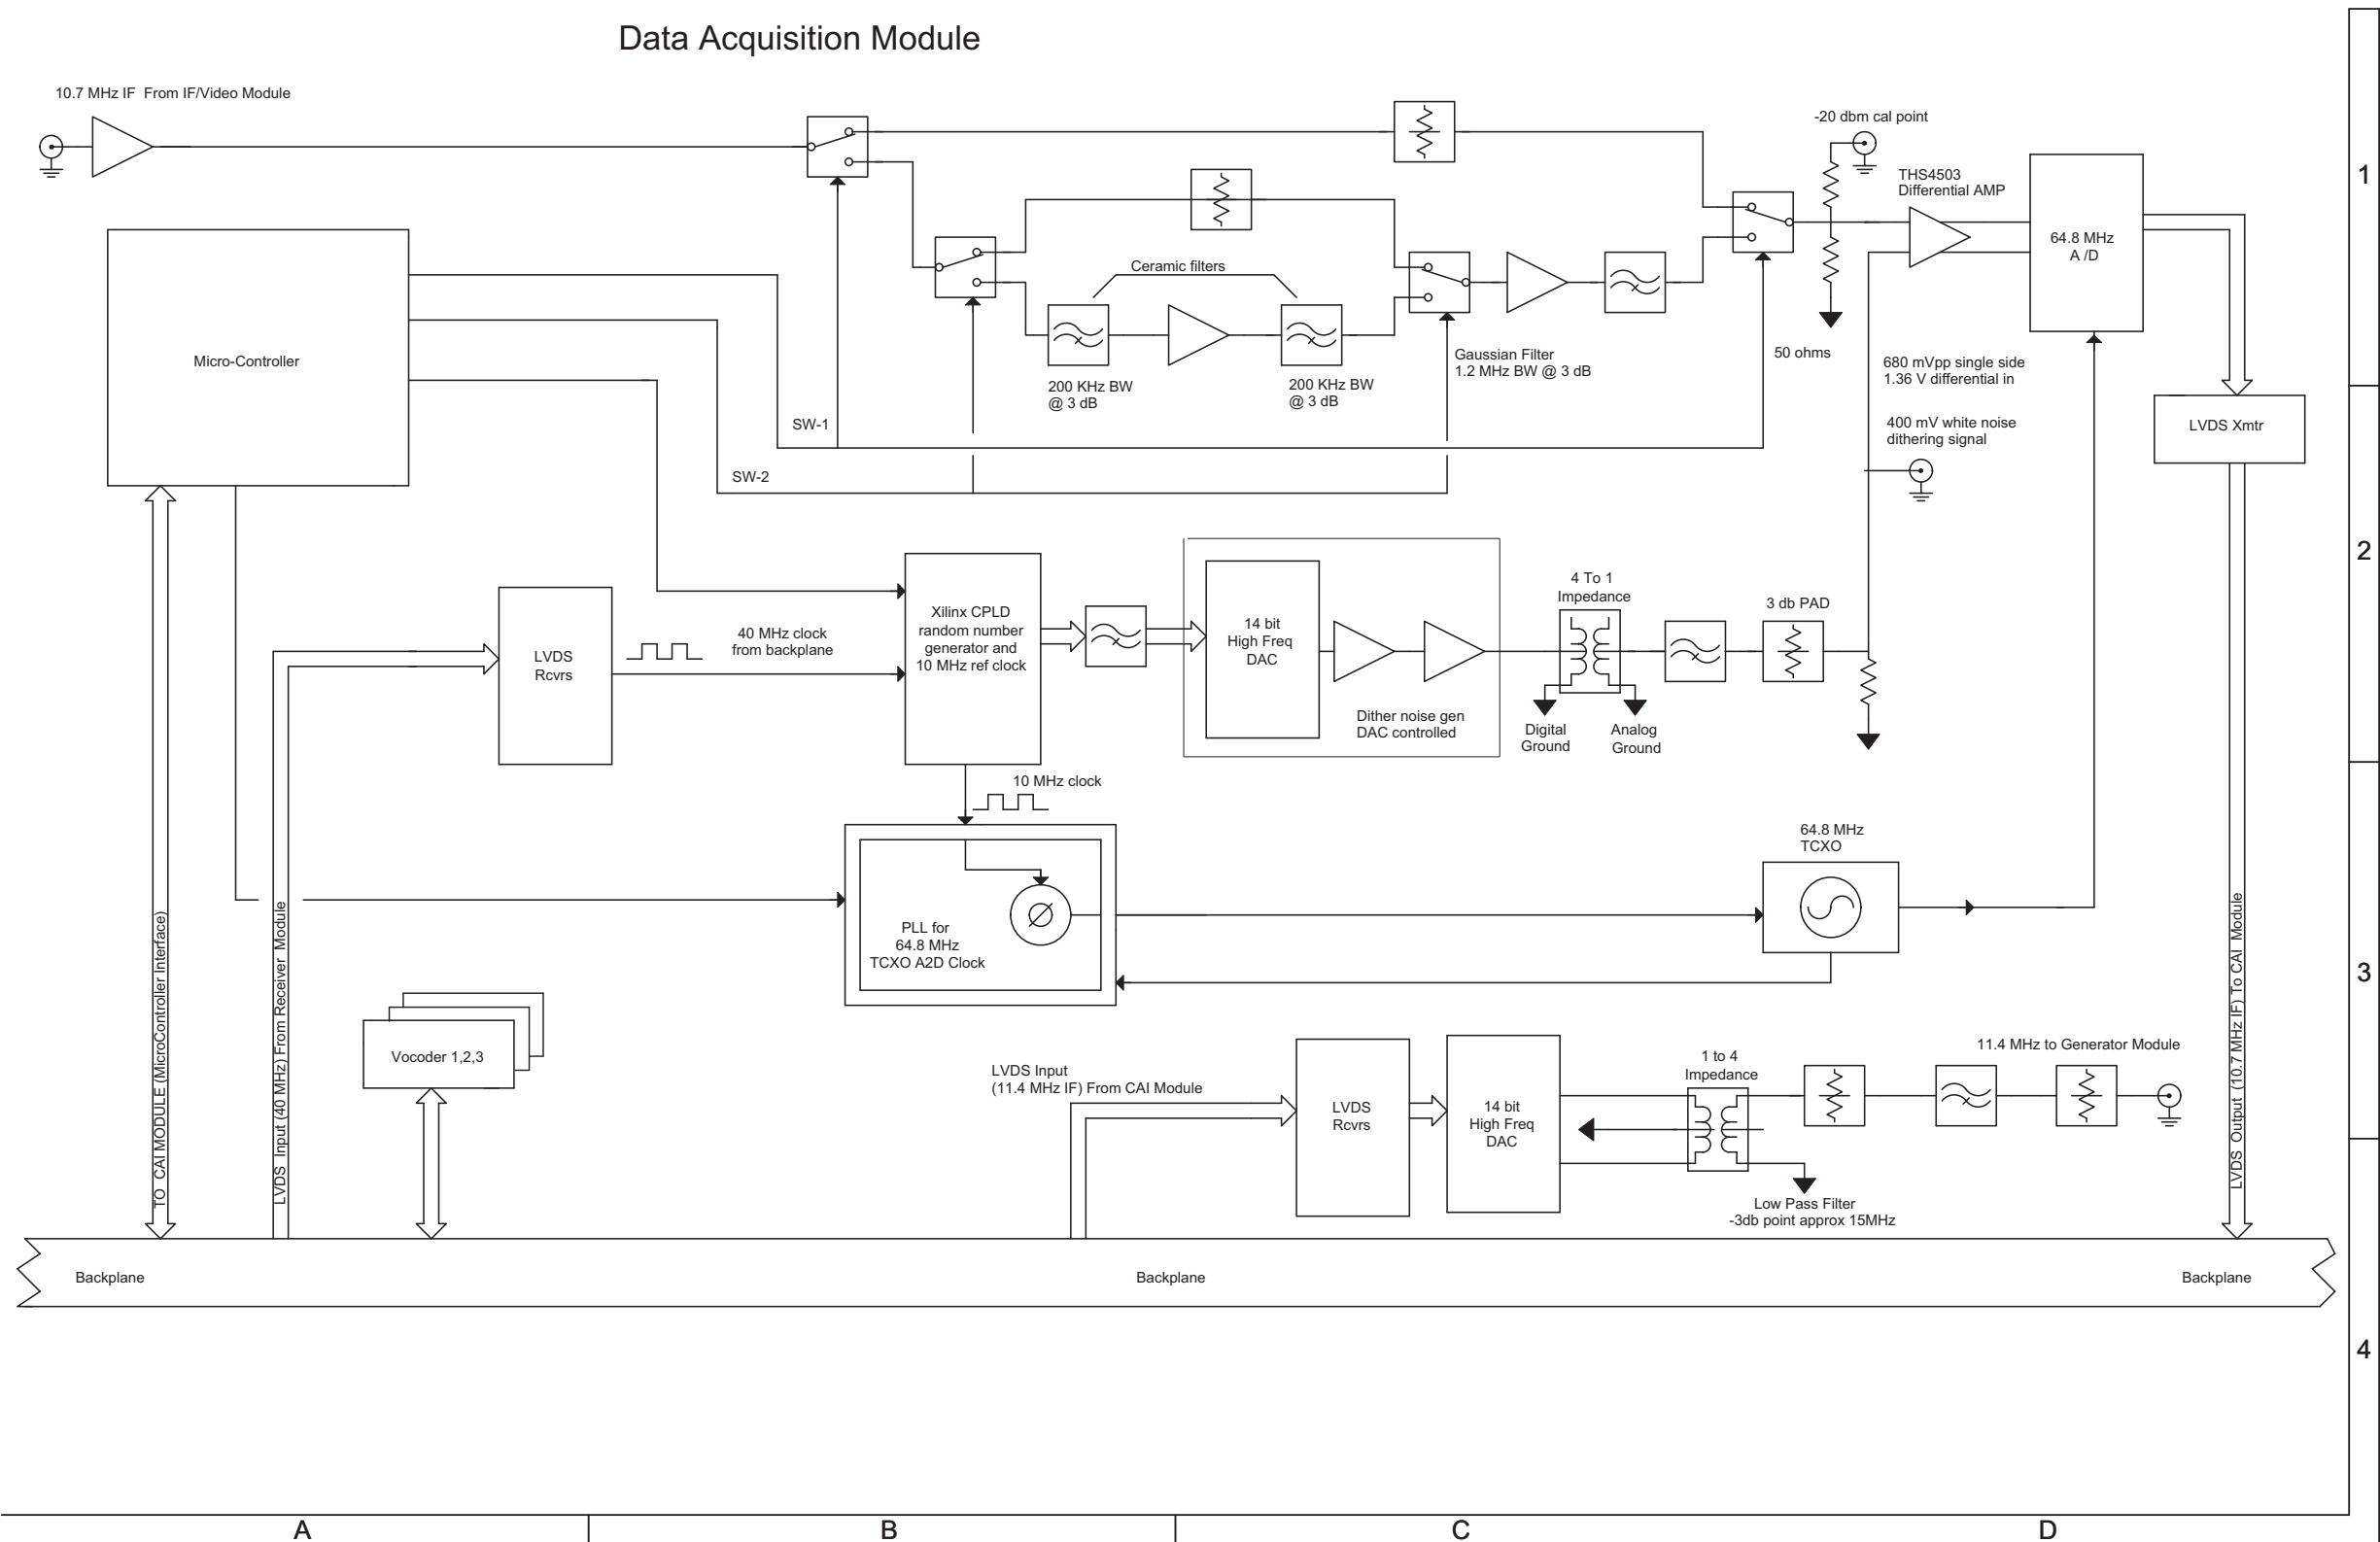 Data Acquisition Module
10.7 MHz IF From IF/Video Module
-20 dbm cal point
THS4503
Differential AMP
1
64.8 MHz
A /D
Ceramic filters
Micro-Controller
200 KHz BW
@ 3 dB
200 KHz BW
@ 3 dB
Gaussian Filter
1.2 MHz BW @ 3 dB
50 ohms
680 mVpp single side
1.36 V differential in
SW-1
400 mV white noise
dithering signal
LVDS Xmtr
SW-2
2
LVDS
Rcvrs
40 MHz clock
from backplane
Xilinx CPLD
random number
generator and
10 MHz ref clock
14 bit
High Freq
DAC
Dither noise gen
DAC controlled
4 To 1
Impedance
3 db PAD
Digital
Ground
Analog
Ground
10 MHz clock
64.8 MHz
TCXO
PLL for
64.8 MHz
TCXO A2D Clock
3
TO CAI MODULE (MicroController Interface)
LVDS Input (40 MHz) From Receiver Module
LVDS Output (10.7 MHz IF) To CAI Module
Vocoder 1,2,3
LVDS Input
(11.4 MHz IF) From CAI Module
LVDS
Rcvrs
14 bit
High Freq
DAC
1 to 4
Impedance
11.4 MHz to Generator Module
Low Pass Filter
-3db point approx 15MHz
Backplane
Backplane
Backplane
4
A
B
C
D